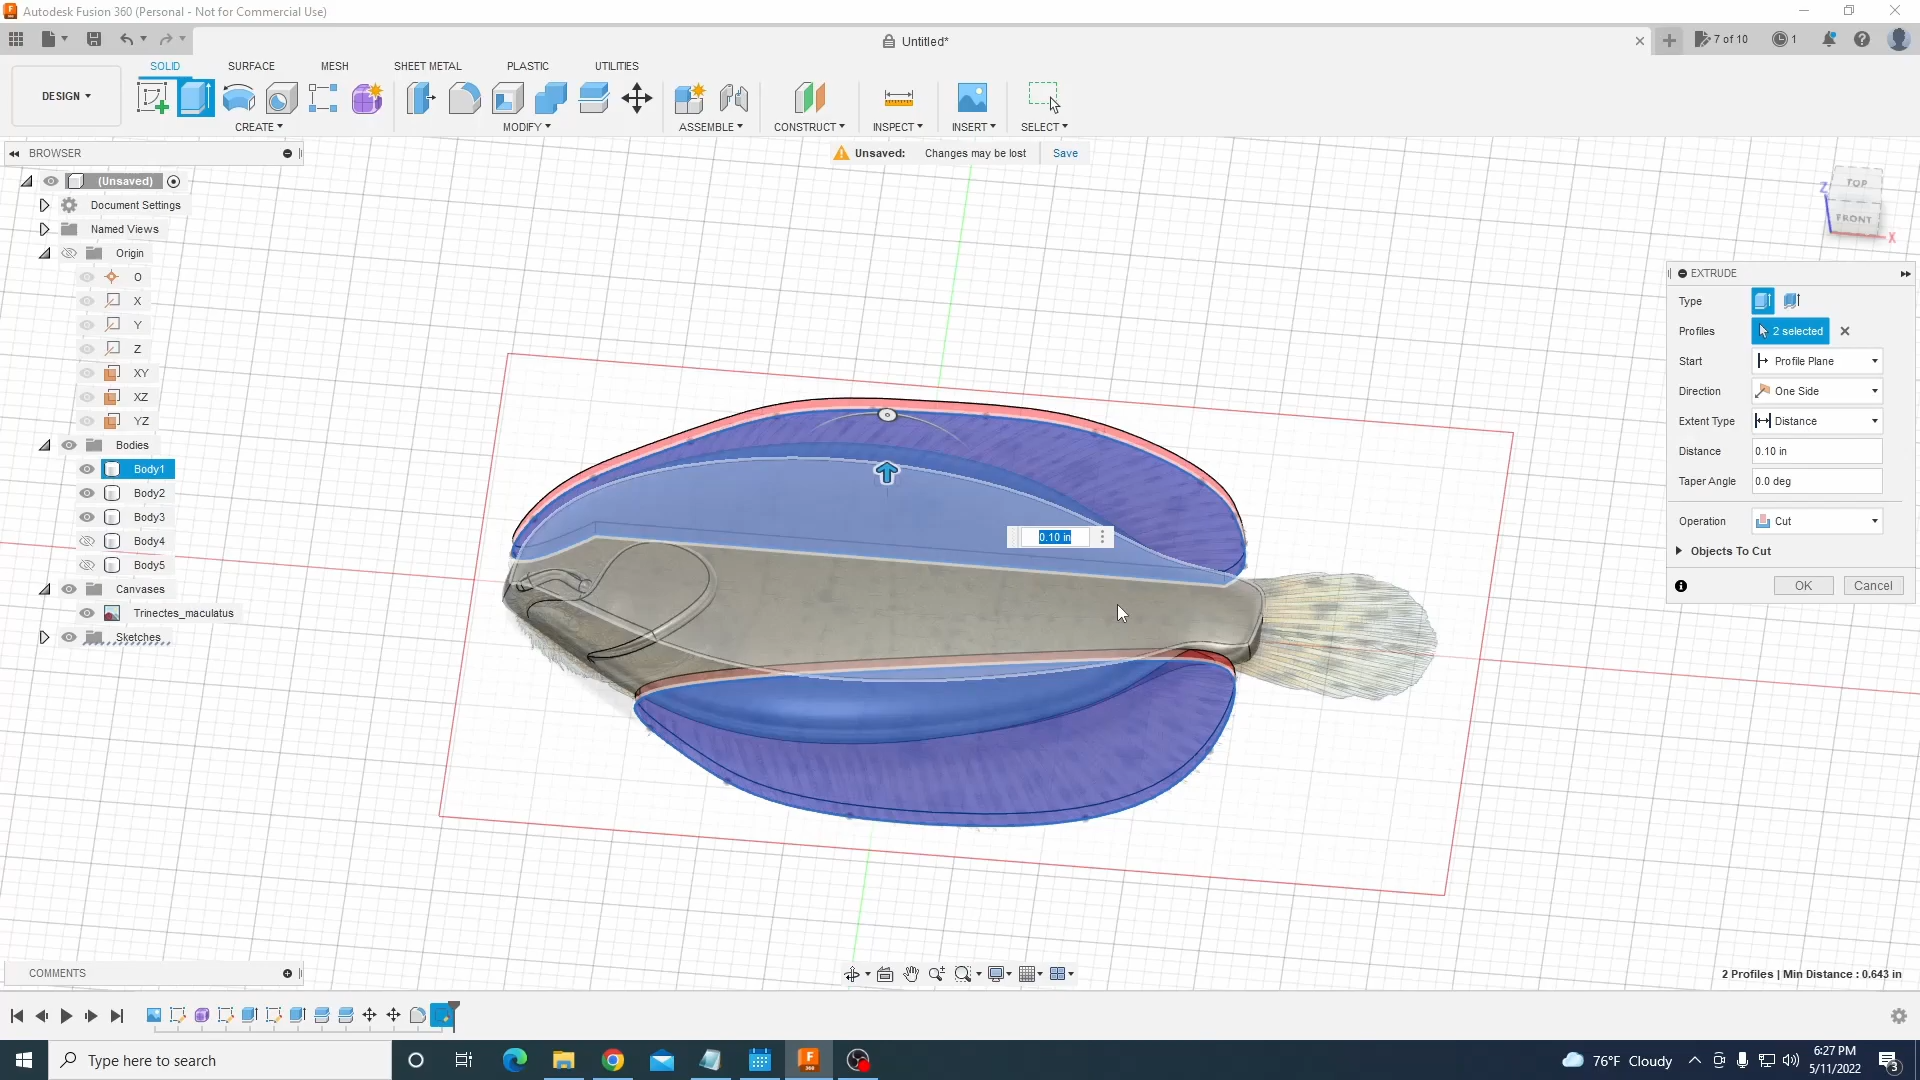 Autodesk Fusion 360 (Personal - Not for Commercial Use)
Untitled*
7 of 10
1
DESIGN
SOLID
SURFACE
MESH
SHEET METAL
PLASTIC
UTILITIES
CREATE
MODIFY
ASSEMBLE
CONSTRUCT
INSPECT
INSERT
SELECT
BROWSER
Unsaved: Changes may be lost Save
(Unsaved)
Document Settings
Named Views
Origin
O
X
Y
Z
XY
XZ
YZ
Bodies
Body1
Body2
Body3
Body4
Body5
Canvases
Trinectes_maculatus
Sketches
TOP
FRONT
Z
X
0.10 in
EXTRUDE
Type
Profiles 2 selected
Start Profile Plane
Direction One Side
Extent Type Distance
Distance 0.10 in
Taper Angle 0.0 deg
Operation Cut
Objects To Cut
OK Cancel
COMMENTS
2 Profiles | Min Distance : 0.643 in
Type here to search
F
360
76°F Cloudy
6:27 PM
5/11/2022
3